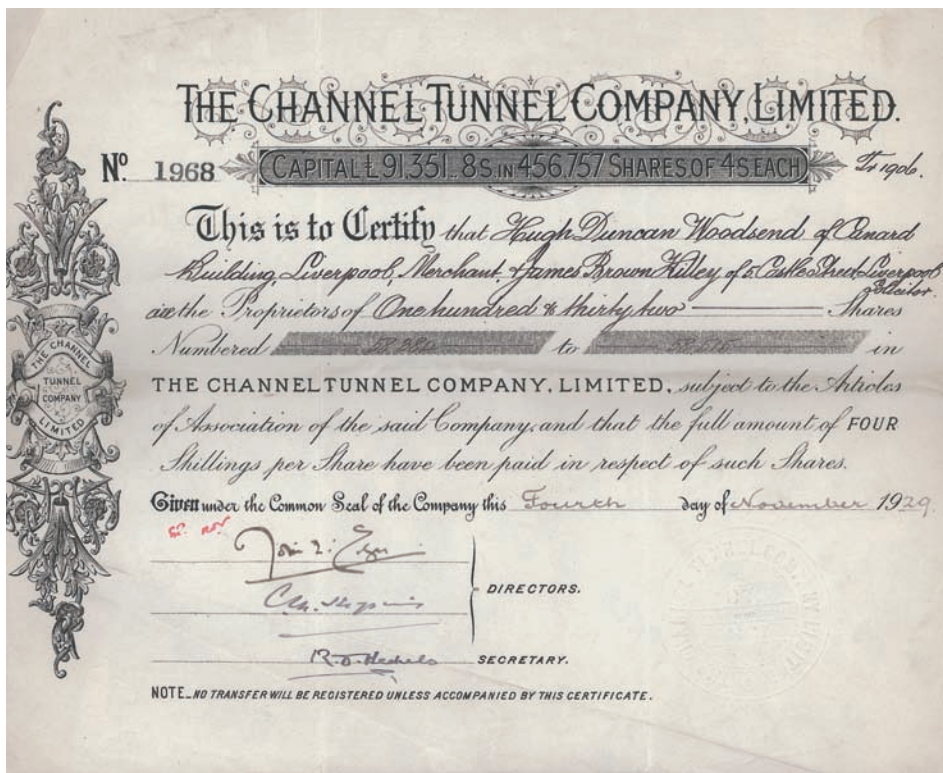 THE CHANNEL TUNNEL COMPANY, LIMITED.
Nº 1968 CAPITAL £91,351_8S IN 456,757 SHARES OF 4S EACH Tr 1906.
This is to Certify that Hugh Duncan Woodsend of Cunard
Building, Liverpool, Merchant & James Brown Killey of 5 Castle Street Liverpool
Solicitor
are the Proprietors of One hundred & thirty two Shares
Numbered to in
THE CHANNEL TUNNEL COMPANY, LIMITED, subject to the Articles
of Association of the said Company, and that the full amount of FOUR
Shillings per Share have been paid in respect of such Shares.
Given under the Common Seal of the Company this Fourth day of November 1929.
DIRECTORS.
SECRETARY.
NOTE_NO TRANSFER WILL BE REGISTERED UNLESS ACCOMPANIED BY THIS CERTIFICATE.
THE CHANNEL
TUNNEL
COMPANY
LIMITED